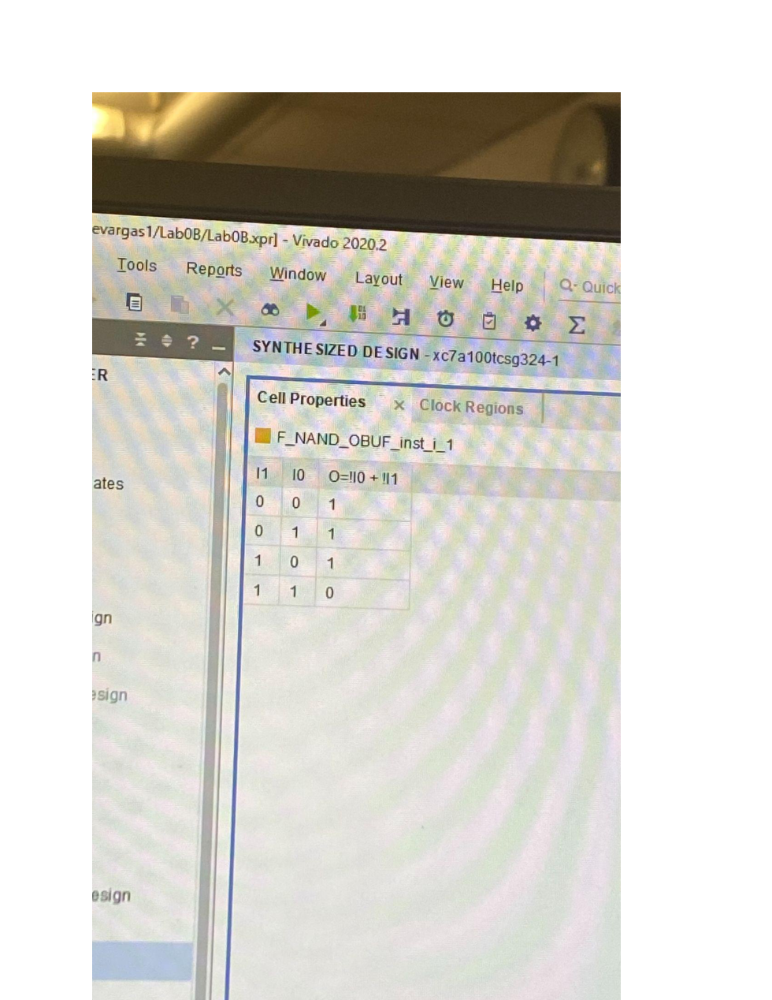 evargas1/Lab0B/Lab0B.xpr] - Vivado 2020.2
Tools Reports Window Layout View Help Quick
SYNTHESIZED DESIGN - xc7a100tcsg324-1
ER
Cell Properties × Clock Regions
F_NAND_OBUF_inst_i_1
I1 I0 O=!I0 + !I1
0 0 1
ates
0 1 1
1 0 1
1 1 0
ign
n
esign
esign